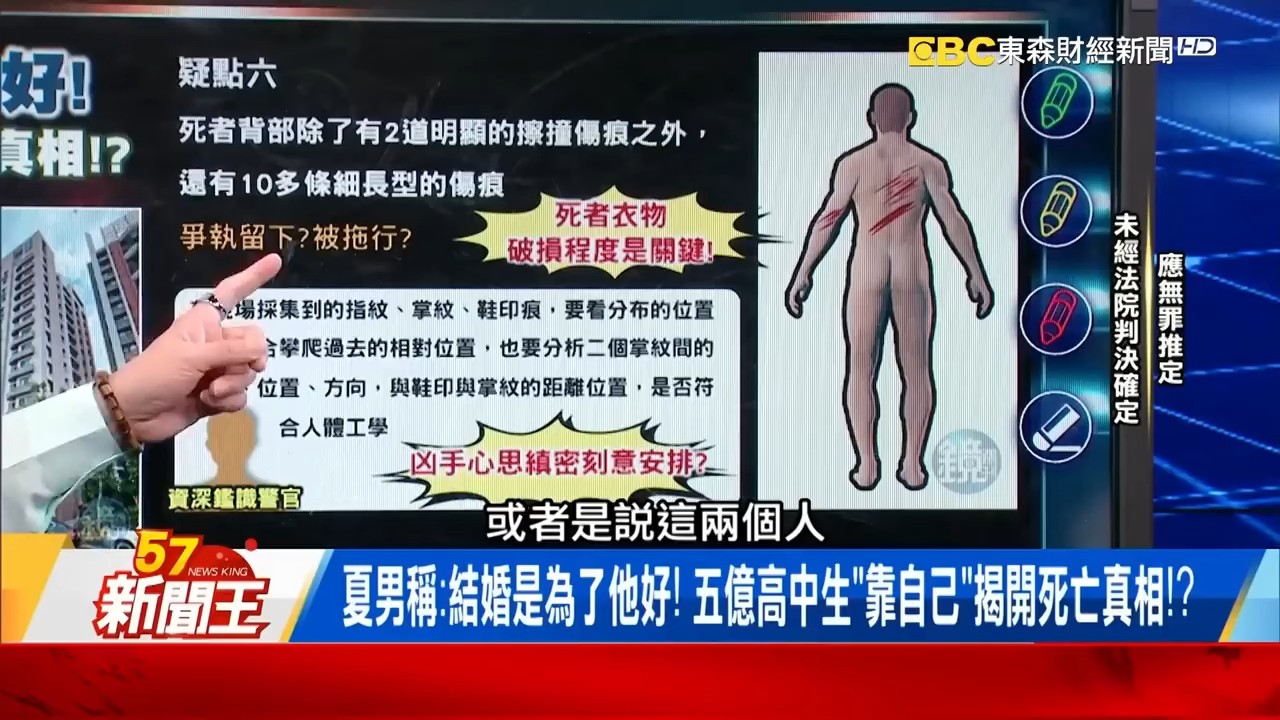 好!
真相!?
疑點六
死者背部除了有2道明顯的擦撞傷痕之外，
還有10多條細長型的傷痕
爭執留下?被拖行?
死者衣物
破損程度是關鍵!
場採集到的指紋、掌紋、鞋印痕，要看分布的位置
合攀爬過去的相對位置，也要分析二個掌紋間的
位置、方向，與鞋印與掌紋的距離位置，是否符
合人體工學
凶手心思縝密刻意安排?
資深鑑識警官
EBC東森財經新聞HD
應無罪推定
未經法院判決確定
鏡
或者是說這兩個人
57
NEWS KING
新聞王
夏男稱:結婚是為了他好! 五億高中生"靠自己"揭開死亡真相!?